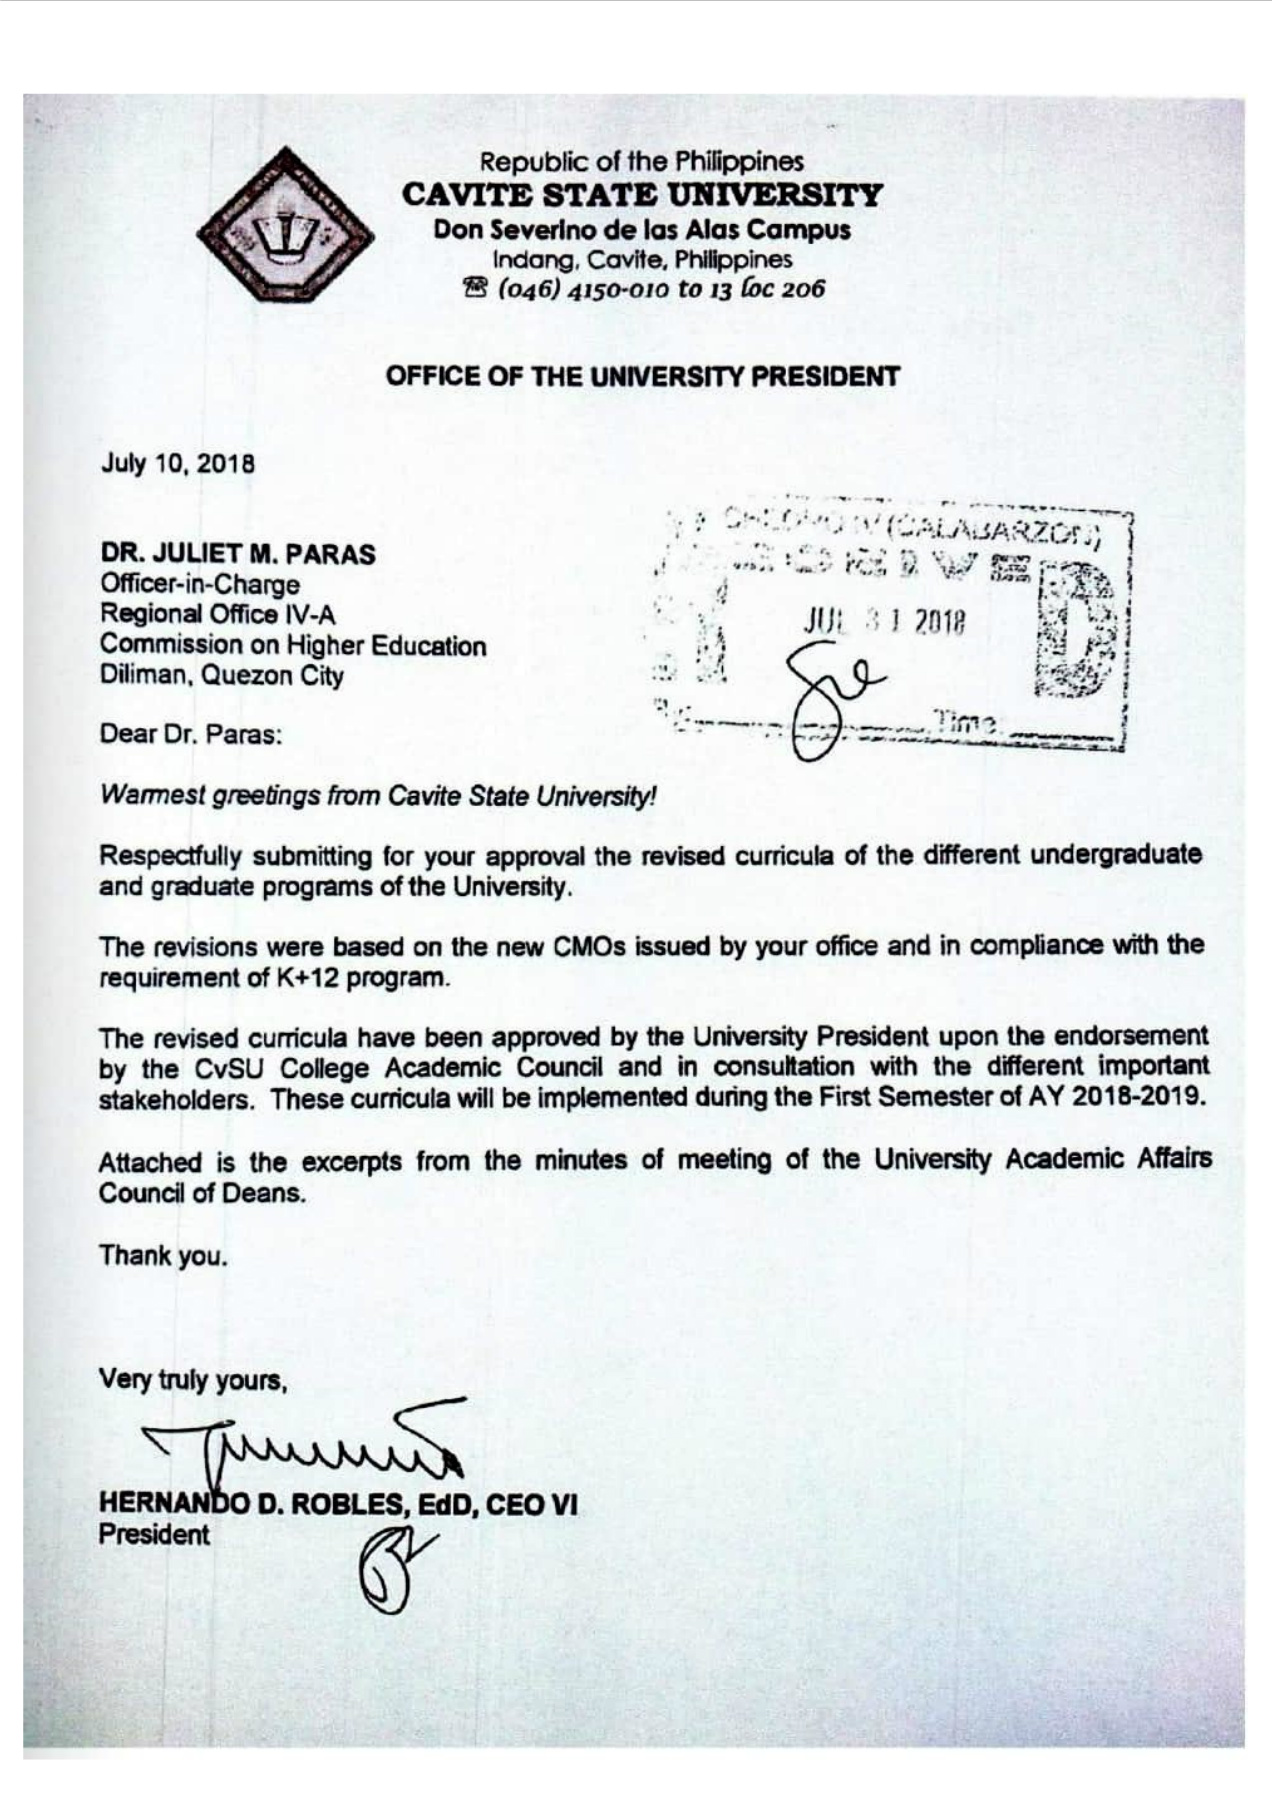 Republic of the Philippines
CAVITE STATE UNIVERSITY
Don Severino de las Alas Campus
Indang, Cavite, Philippines
☏ (046) 4150-010 to 13 loc 206
OFFICE OF THE UNIVERSITY PRESIDENT
July 10, 2018
(CALABARZON)
RECEIVED
JUL 31 2018
Time:
DR. JULIET M. PARAS
Officer-in-Charge
Regional Office IV-A
Commission on Higher Education
Diliman, Quezon City
Dear Dr. Paras:
Warmest greetings from Cavite State University!
Respectfully submitting for your approval the revised curricula of the different undergraduate
and graduate programs of the University.
The revisions were based on the new CMOs issued by your office and in compliance with the
requirement of K+12 program.
The revised curricula have been approved by the University President upon the endorsement
by the CvSU College Academic Council and in consultation with the different important
stakeholders. These curricula will be implemented during the First Semester of AY 2018-2019.
Attached is the excerpts from the minutes of meeting of the University Academic Affairs
Council of Deans.
Thank you.
Very truly yours,
HERNANDO D. ROBLES, EdD, CEO VI
President